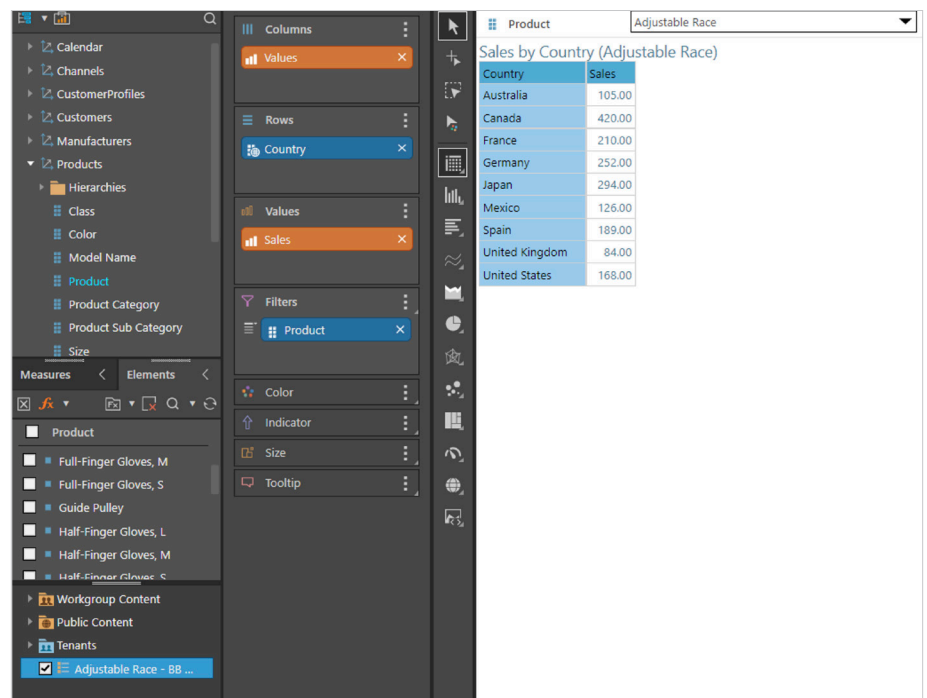 Calendar
Channels
CustomerProfiles
Customers
Manufacturers
Products
Hierarchies
Class
Color
Model Name
Product
Product Category
Product Sub Category
Size
Measures
Elements
Product
Full-Finger Gloves, M
Full-Finger Gloves, S
Guide Pulley
Half-Finger Gloves, L
Half-Finger Gloves, M
Half-Finger Gloves, S
Workgroup Content
Public Content
Tenants
Adjustable Race - BB ...
Columns
Values
Rows
Country
Values
Sales
Filters
Product
Color
Indicator
Size
Tooltip
Product Adjustable Race
Sales by Country (Adjustable Race)
Country Sales
Australia 105.00
Canada 420.00
France 210.00
Germany 252.00
Japan 294.00
Mexico 126.00
Spain 189.00
United Kingdom 84.00
United States 168.00